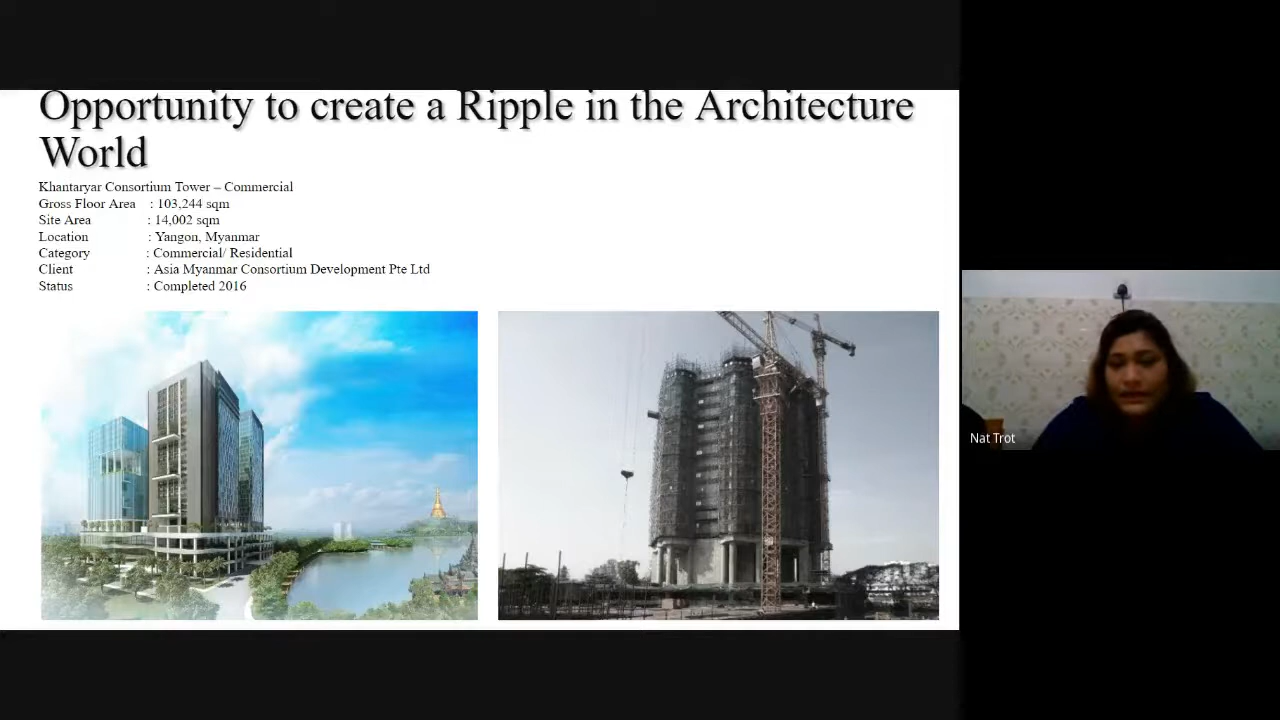 Opportunity to create a Ripple in the Architecture
World
Khantaryar Consortium Tower – Commercial
Gross Floor Area : 103,244 sqm
Site Area : 14,002 sqm
Location : Yangon, Myanmar
Category : Commercial/ Residential
Client : Asia Myanmar Consortium Development Pte Ltd
Status : Completed 2016
Nat Trot